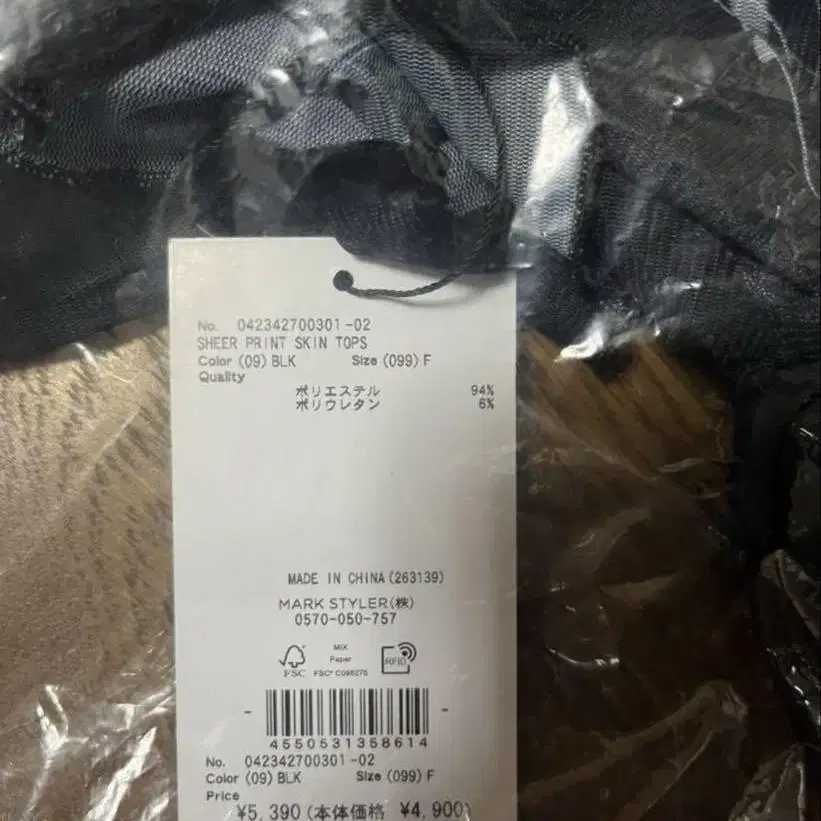 No. 042342700301-02
SHEER PRINT SKIN TOPS
Color (09) BLK Size (099) F
Quality
ポリエステル 94%
ポリウレタン 6%
MADE IN CHINA(263139)
MARK STYLER(株)
0570-050-757
FSC
MIX
Paper
FSC® C098275
RFID
4550531358614
No. 042342700301-02
Color (09) BLK Size (099) F
Price
¥5,390 (本体価格 ¥4,900)